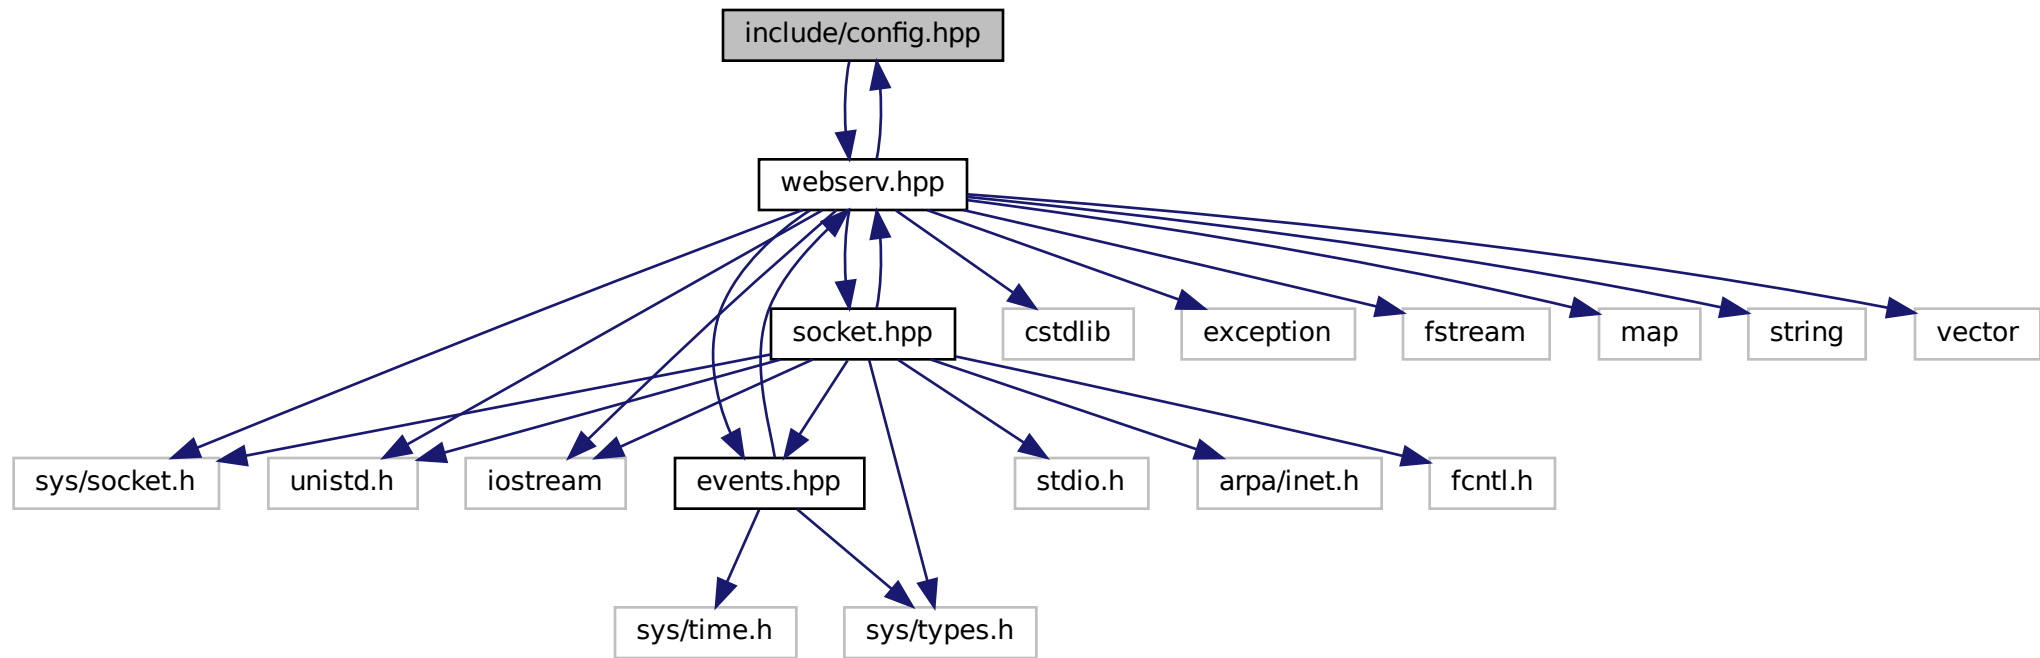 include/config.hpp
webserv.hpp
socket.hpp
cstdlib
exception
fstream
map
string
vector
sys/socket.h
unistd.h
iostream
events.hpp
stdio.h
arpa/inet.h
fcntl.h
sys/time.h
sys/types.h